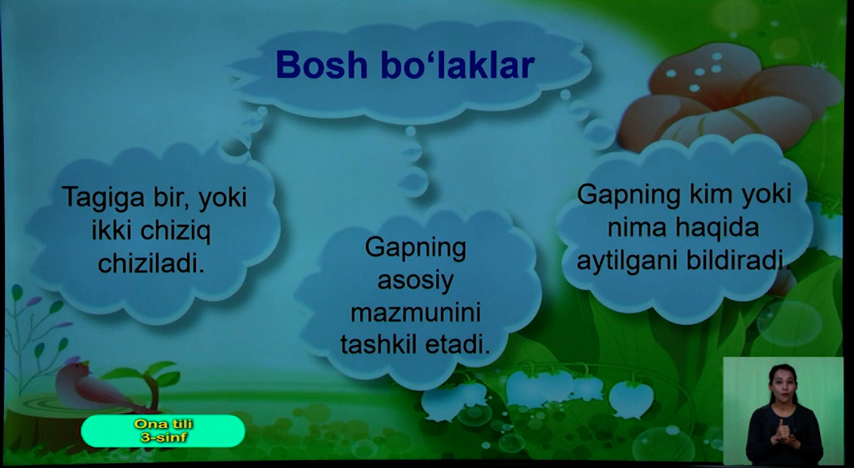 Bosh bo‘laklar
Tagiga bir, yoki
ikki chiziq
chiziladi.
Gapning
asosiy
mazmunini
tashkil etadi.
Gapning kim yoki
nima haqida
aytilgani bildiradi.
Ona tili
3-sinf